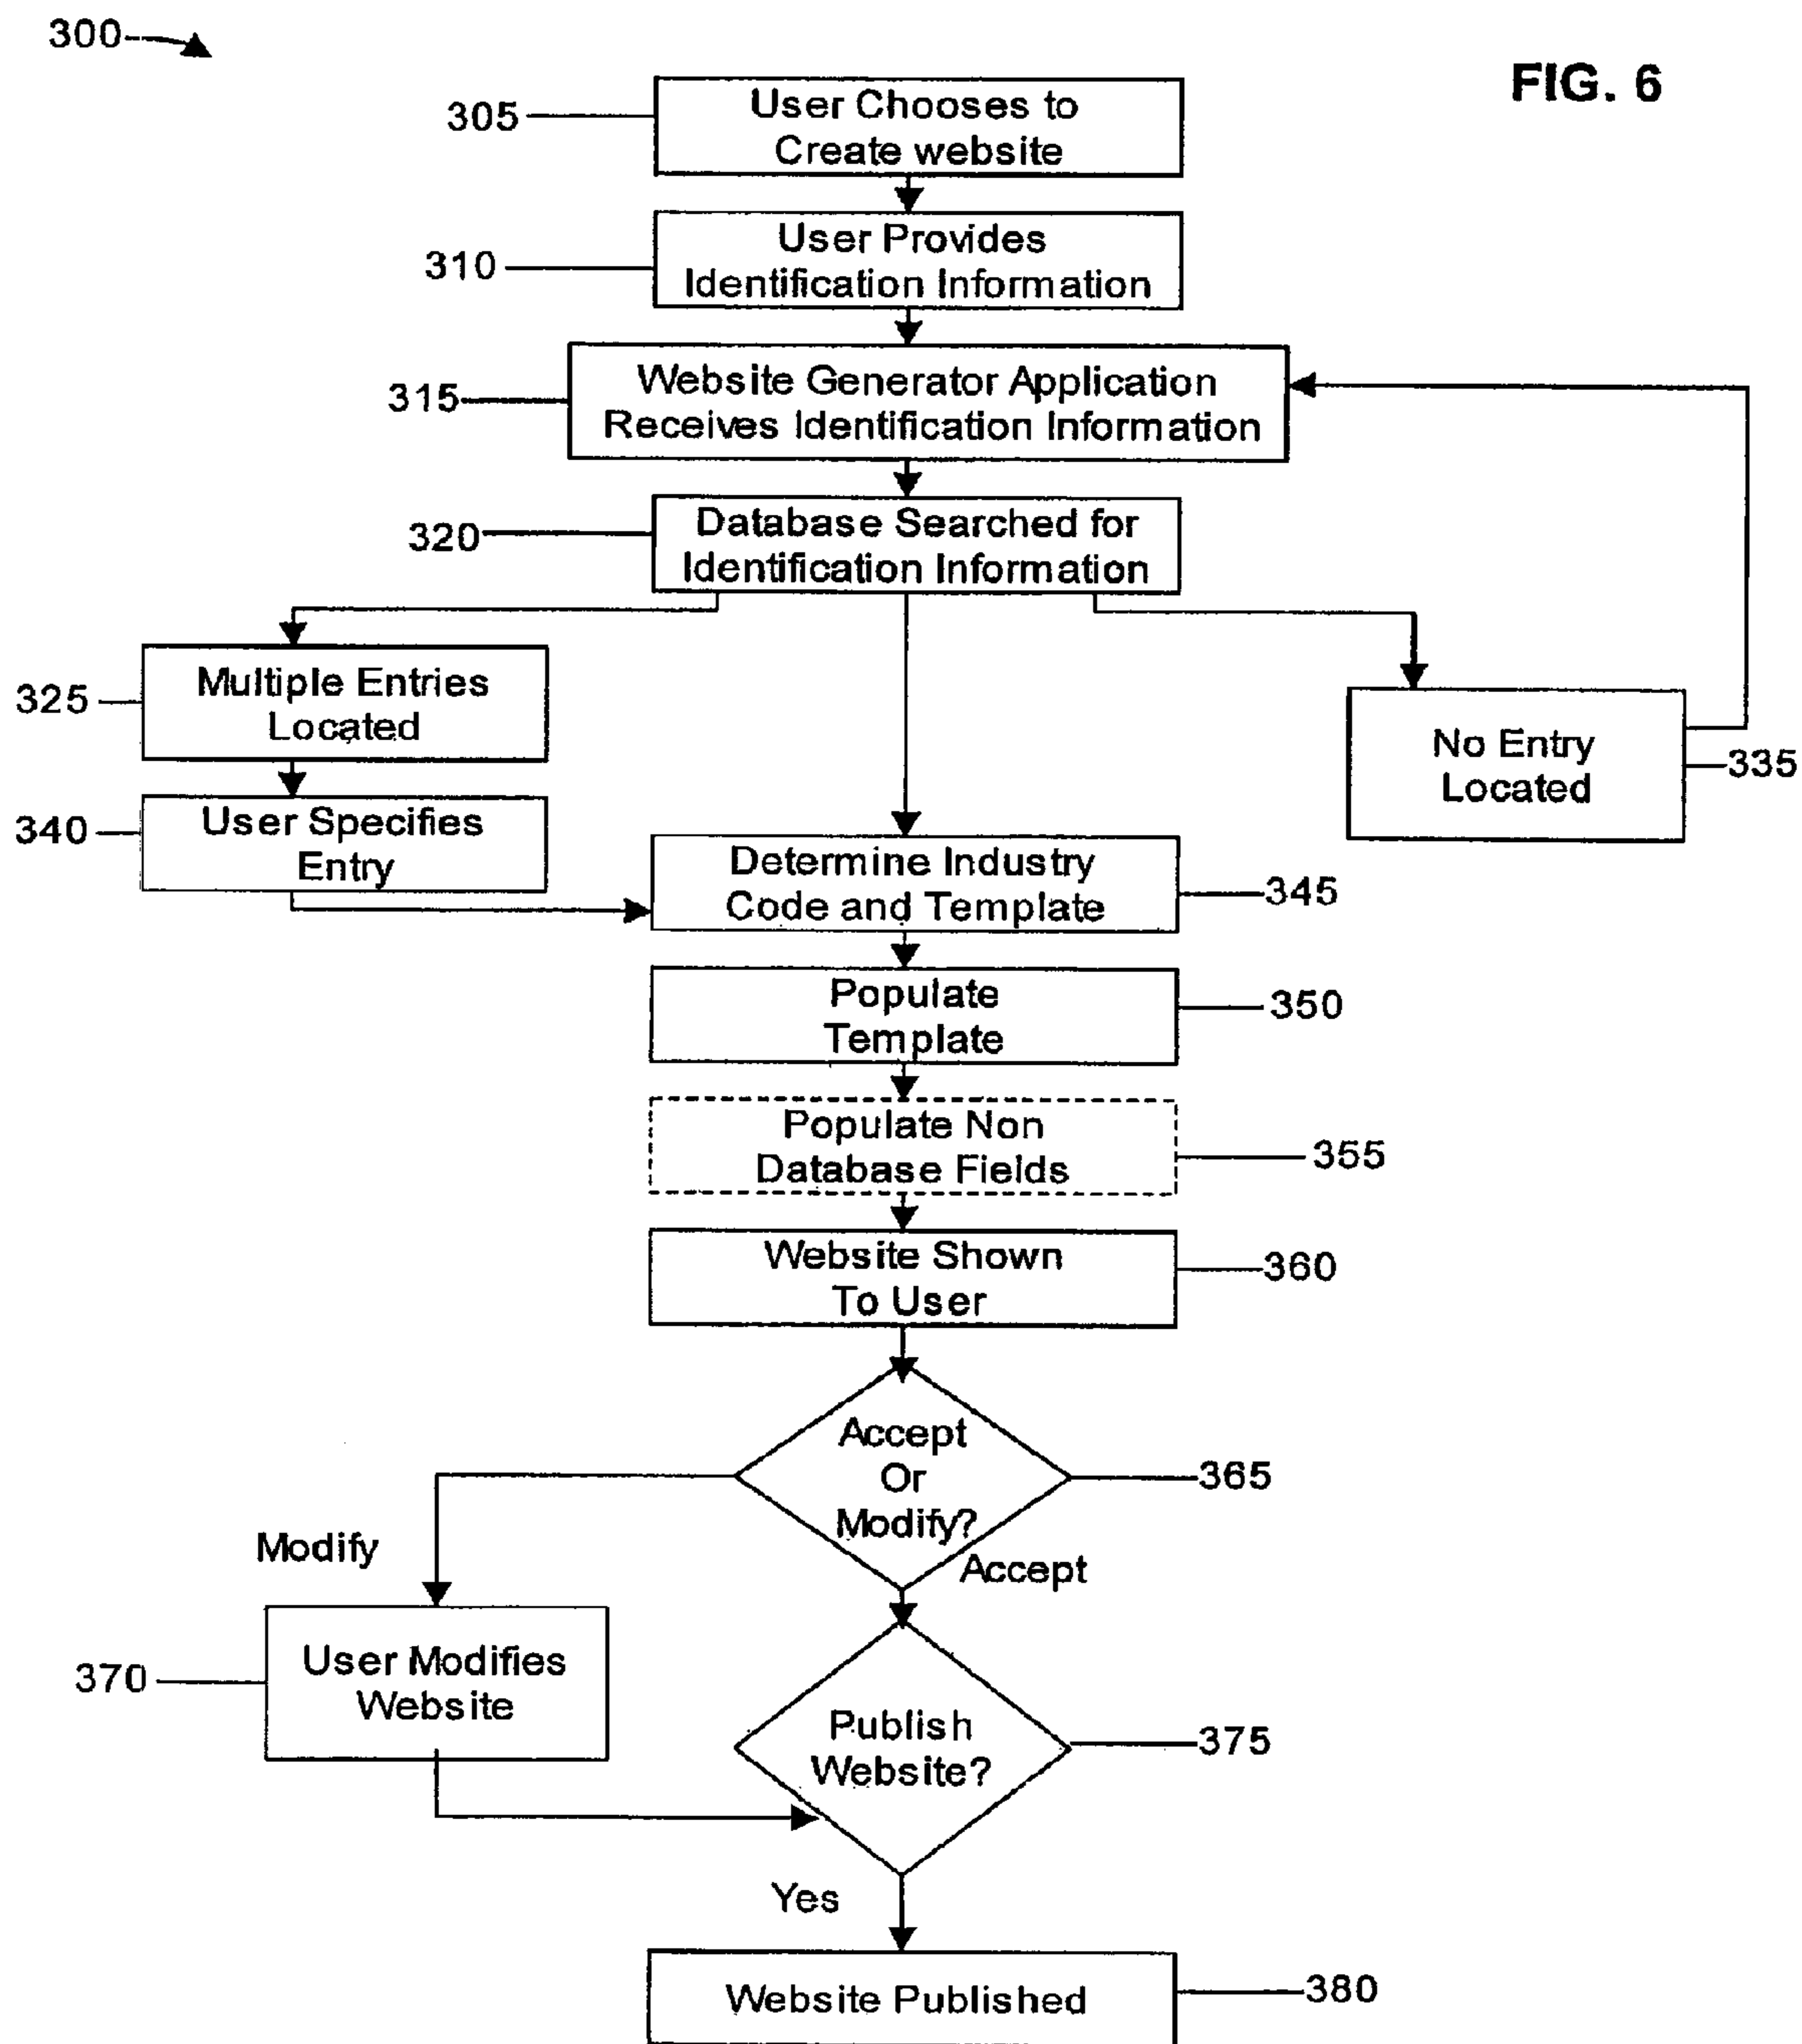 300
FIG. 6
305
User Chooses to
Create website
310
User Provides
Identification Information
315
Website Generator Application
Receives Identification Information
320
Database Searched for
Identification Information
325
Multiple Entries
Located
No Entry
Located
335
340
User Specifies
Entry
Determine Industry
Code and Template
345
Populate
Template
350
Populate Non
Database Fields
355
Website Shown
To User
360
Accept
Or
Modify?
365
Modify
Accept
370
User Modifies
Website
Publish
Website?
375
Yes
Website Published
380